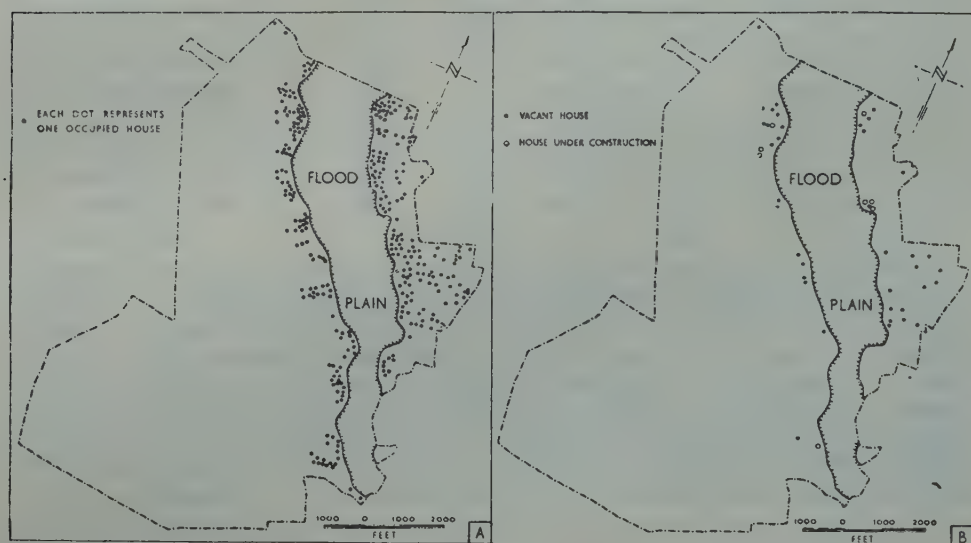 EACH DOT REPRESENTS
ONE OCCUPIED HOUSE
N
FLOOD
PLAIN
1000 0 1000 2000
FEET
A
VACANT HOUSE
HOUSE UNDER CONSTRUCTION
N
FLOOD
PLAIN
1000 0 1000 2000
FEET
B